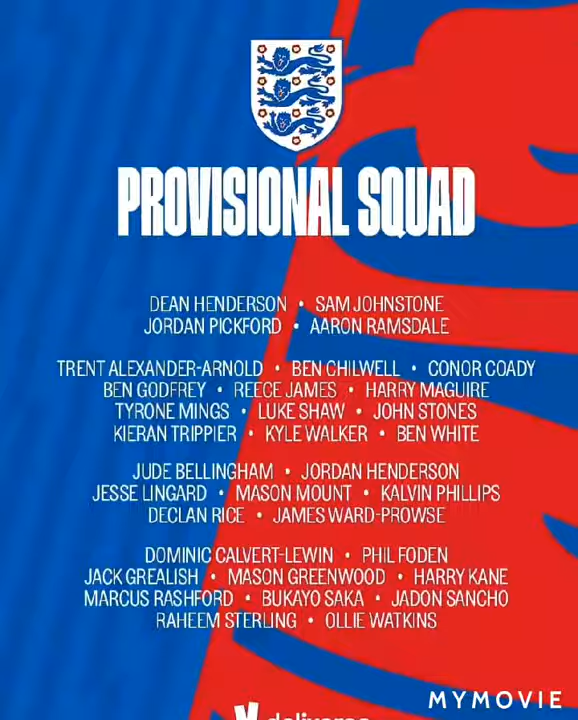 PROVISIONAL SQUAD
DEAN HENDERSON • SAM JOHNSTONE
JORDAN PICKFORD • AARON RAMSDALE
TRENT ALEXANDER-ARNOLD • BEN CHILWELL • CONOR COADY
BEN GODFREY • REECE JAMES • HARRY MAGUIRE
TYRONE MINGS • LUKE SHAW • JOHN STONES
KIERAN TRIPPIER • KYLE WALKER • BEN WHITE
JUDE BELLINGHAM • JORDAN HENDERSON
JESSE LINGARD • MASON MOUNT • KALVIN PHILLIPS
DECLAN RICE • JAMES WARD-PROWSE
DOMINIC CALVERT-LEWIN • PHIL FODEN
JACK GREALISH • MASON GREENWOOD • HARRY KANE
MARCUS RASHFORD • BUKAYO SAKA • JADON SANCHO
RAHEEM STERLING • OLLIE WATKINS
MYMOVIE